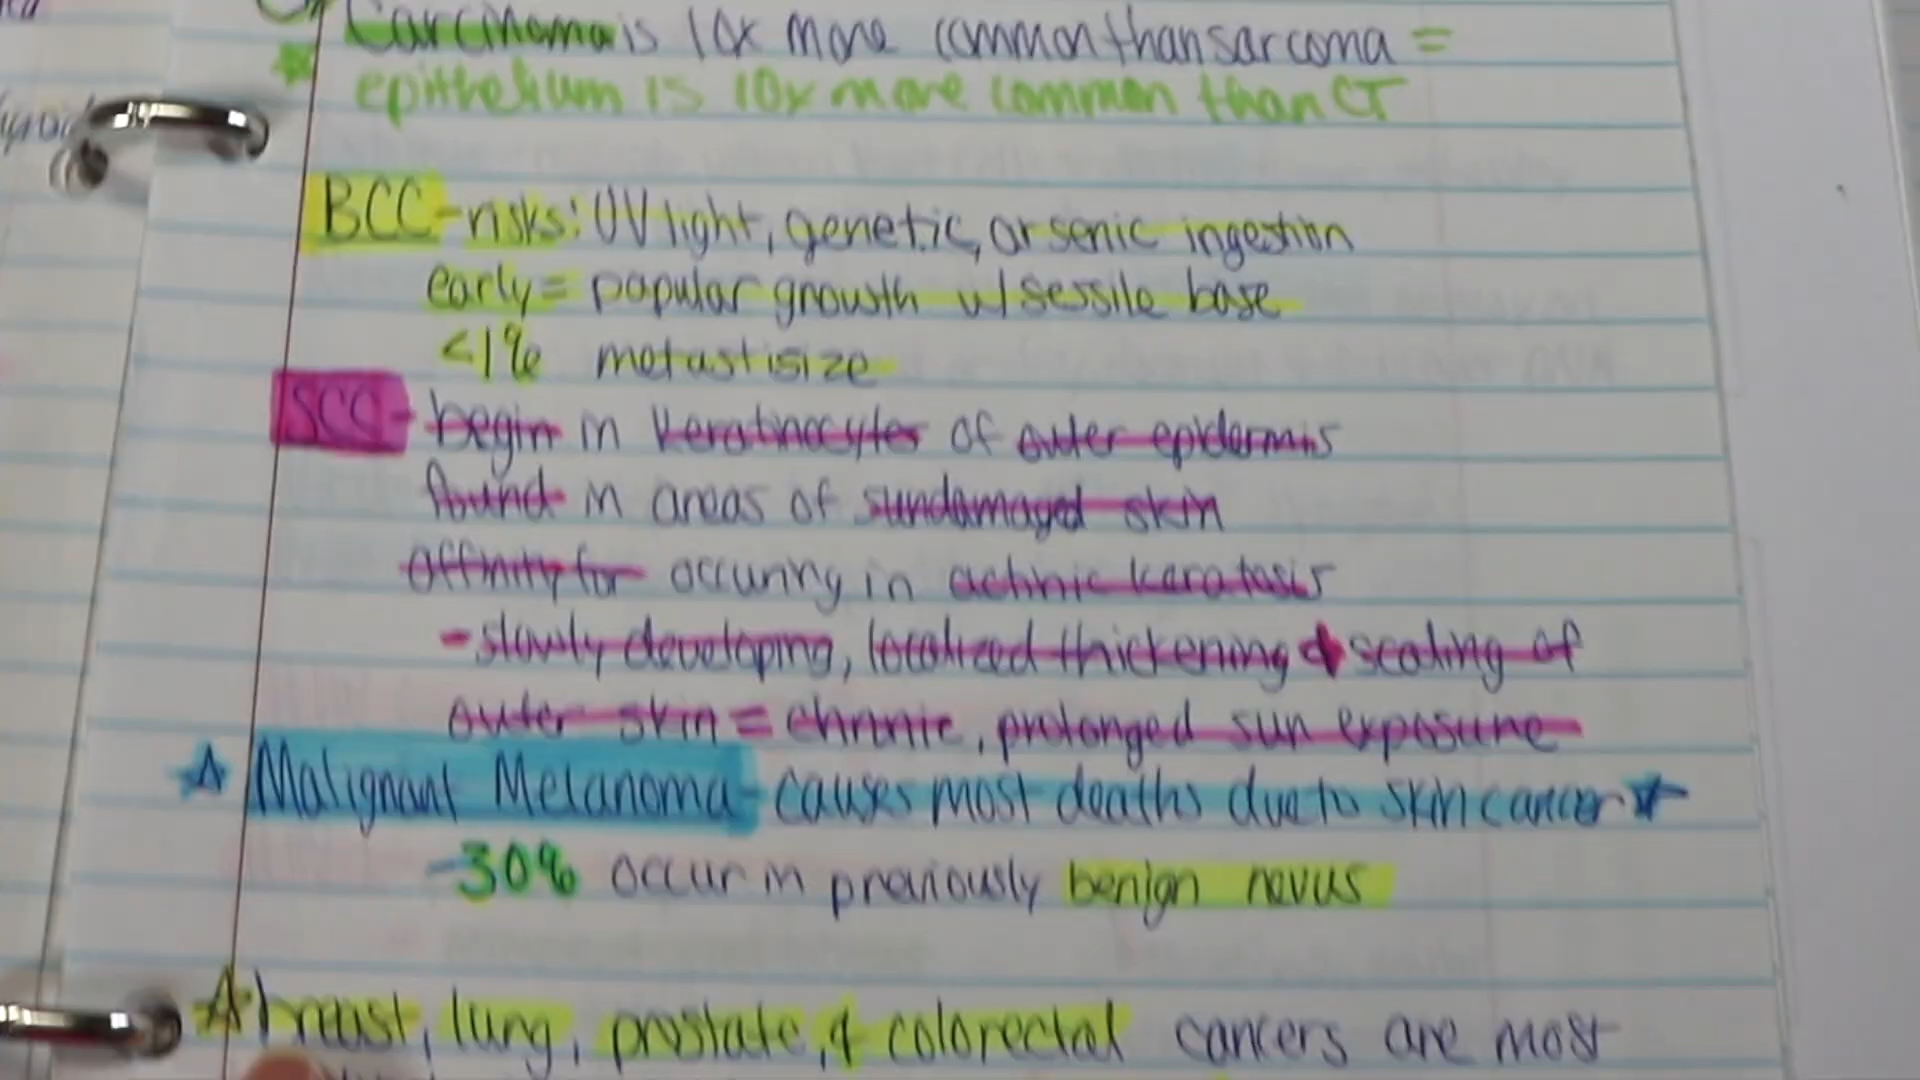 Carcinoma is 10x more common than sarcoma =
epithelium is 10x more common than CT
BCC - risks: UV light, genetic, arsenic ingestion
early = papular growth w/ sessile base
<1% metastisize
SCC - begin in keratinocytes of outer epidermis
found in areas of sundamaged skin
affinity for occuring in actinic keratosis
- slowly developing, localized thickening & scaling of
outer skin = chronic, prolonged sun exposure
Malignant Melanoma - causes most deaths due to skin cancer
-30% occur in previously benign nevus
breast, lung, prostate, & colorectal cancers are most